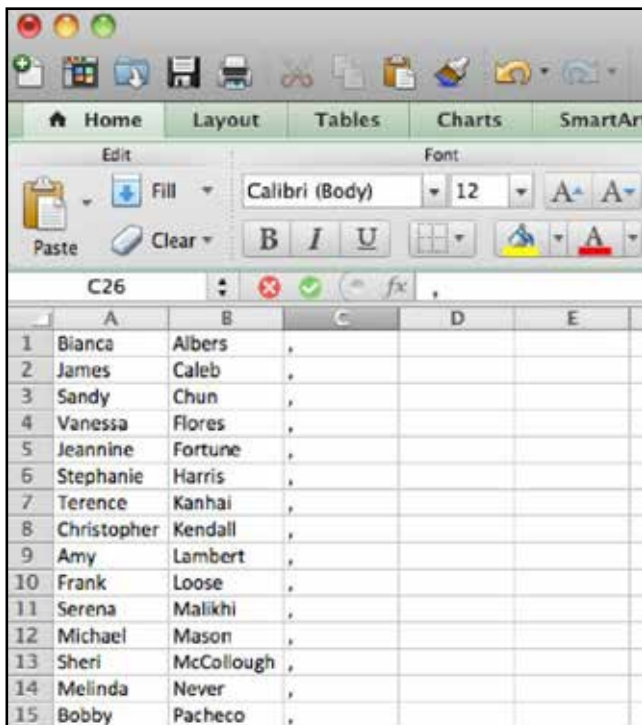 Home Layout Tables Charts SmartAr
Edit Font
Paste Fill Calibri (Body) 12 A A
Clear B I U A
C26 fx ,
A B C D E
1 Bianca Albers ,
2 James Caleb ,
3 Sandy Chun ,
4 Vanessa Flores ,
5 Jeannine Fortune ,
6 Stephanie Harris ,
7 Terence Kanhai ,
8 Christopher Kendall ,
9 Amy Lambert ,
10 Frank Loose ,
11 Serena Malikhi ,
12 Michael Mason ,
13 Sheri McCollough ,
14 Melinda Never ,
15 Bobby Pacheco ,